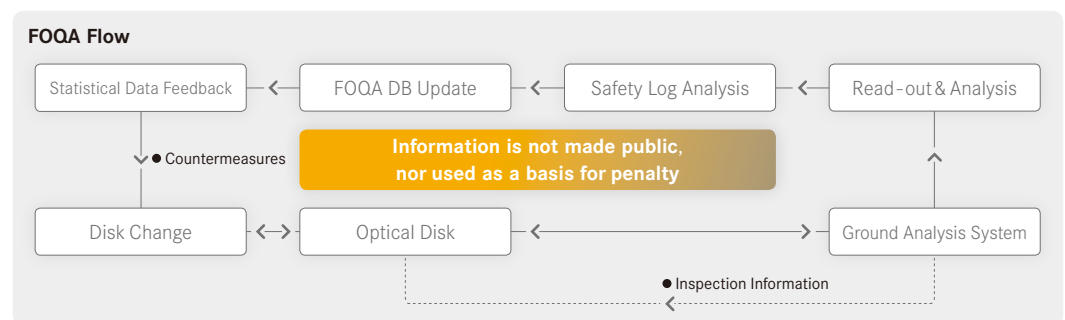 FOQA Flow
Statistical Data Feedback
FOQA DB Update
Safety Log Analysis
Read-out & Analysis
Information is not made public,
nor used as a basis for penalty
● Countermeasures
Disk Change
Optical Disk
Ground Analysis System
● Inspection Information